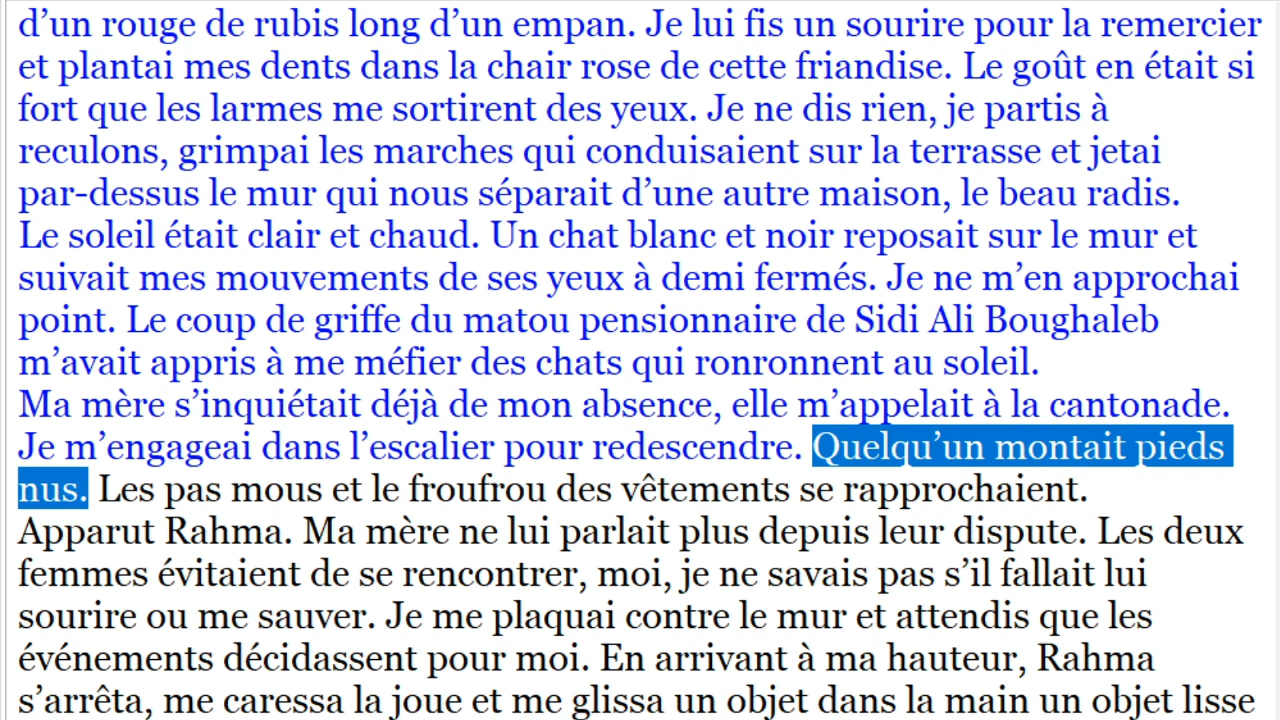 d’un rouge de rubis long d’un empan. Je lui fis un sourire pour la remercier
et plantai mes dents dans la chair rose de cette friandise. Le goût en était si
fort que les larmes me sortirent des yeux. Je ne dis rien, je partis à
reculons, grimpai les marches qui conduisaient sur la terrasse et jetai
par-dessus le mur qui nous séparait d’une autre maison, le beau radis.
Le soleil était clair et chaud. Un chat blanc et noir reposait sur le mur et
suivait mes mouvements de ses yeux à demi fermés. Je ne m’en approchai
point. Le coup de griffe du matou pensionnaire de Sidi Ali Boughaleb
m’avait appris à me méfier des chats qui ronronnent au soleil.
Ma mère s’inquiétait déjà de mon absence, elle m’appelait à la cantonade.
Je m’engageai dans l’escalier pour redescendre. Quelqu’un montait pieds
nus. Les pas mous et le froufrou des vêtements se rapprochaient.
Apparut Rahma. Ma mère ne lui parlait plus depuis leur dispute. Les deux
femmes évitaient de se rencontrer, moi, je ne savais pas s’il fallait lui
sourire ou me sauver. Je me plaquai contre le mur et attendis que les
événements décidassent pour moi. En arrivant à ma hauteur, Rahma
s’arrêta, me caressa la joue et me glissa un objet dans la main un objet lisse